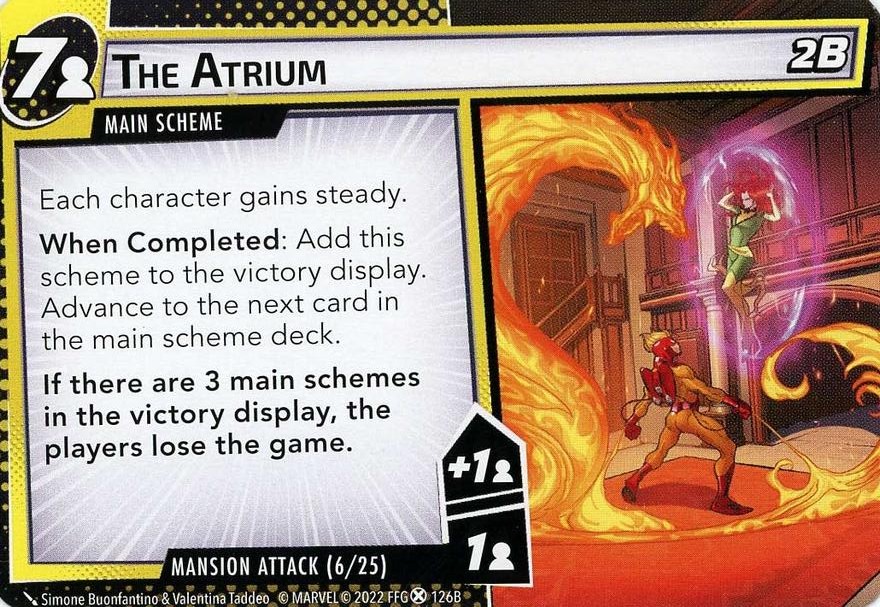 7
THE ATRIUM
2B
MAIN SCHEME
Each character gains steady.
When Completed: Add this
scheme to the victory display.
Advance to the next card in
the main scheme deck.
If there are 3 main schemes
in the victory display, the
players lose the game.
+1
1
MANSION ATTACK (6/25)
Simone Buonfantino & Valentina Taddeo © MARVEL © 2022 FFG 126B